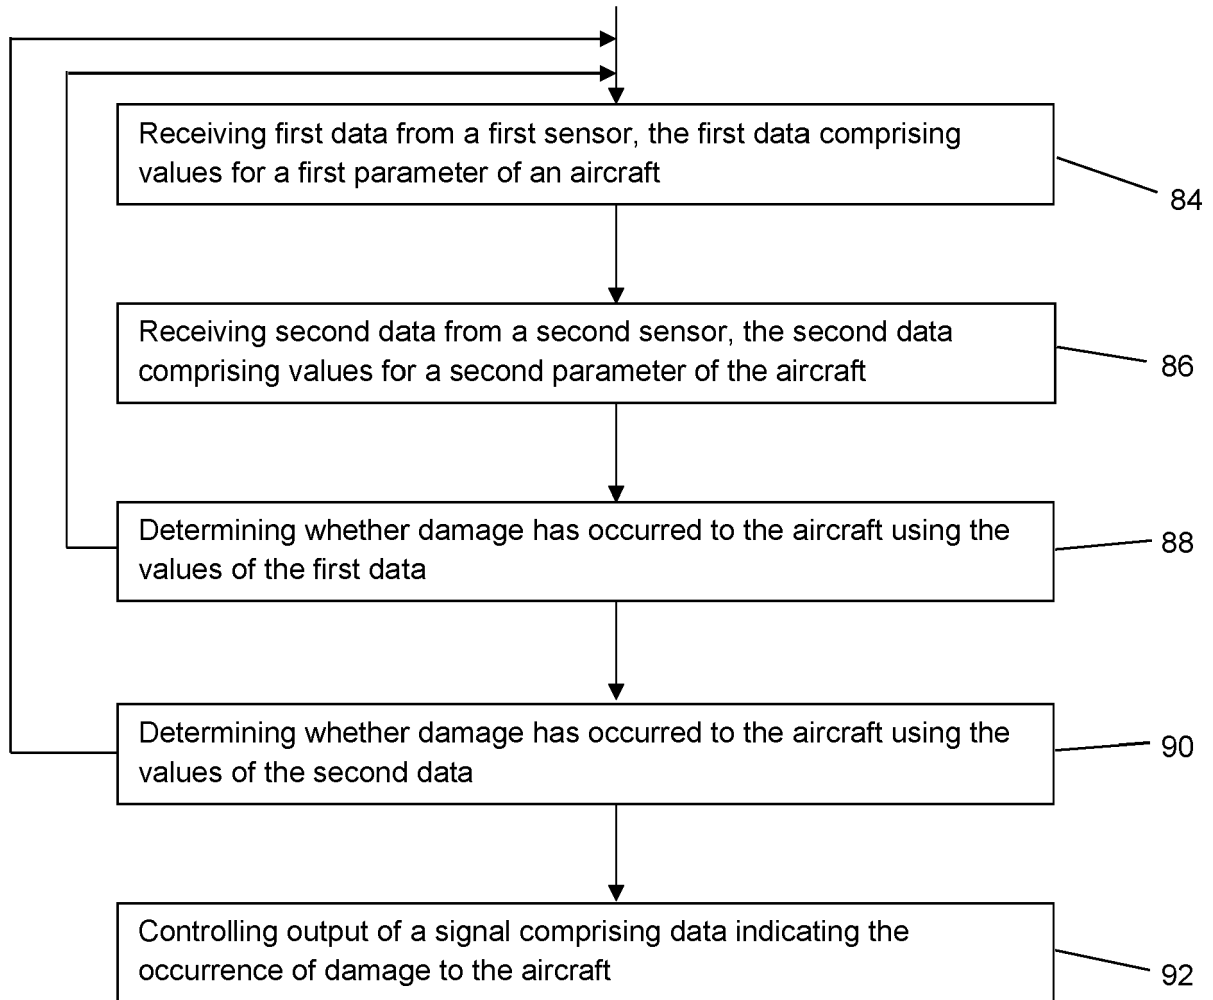 Receiving first data from a first sensor, the first data comprising
values for a first parameter of an aircraft
84
Receiving second data from a second sensor, the second data
comprising values for a second parameter of the aircraft
86
Determining whether damage has occurred to the aircraft using the
values of the first data
88
Determining whether damage has occurred to the aircraft using the
values of the second data
90
Controlling output of a signal comprising data indicating the
occurrence of damage to the aircraft
92